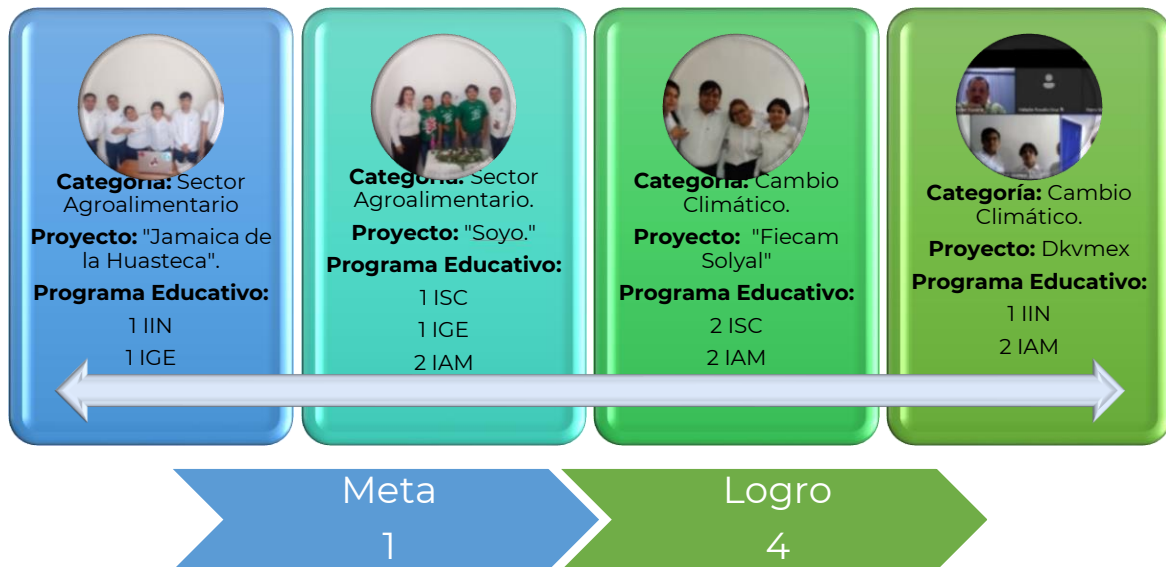 Categoría: Sector
Agroalimentario
Proyecto: "Jamaica de
la Huasteca".
Programa Educativo:
1 IIN
1 IGE
Categoría: Sector
Agroalimentario.
Proyecto: "Soyo."
Programa Educativo:
1 ISC
1 IGE
2 IAM
Categoría: Cambio
Climático.
Proyecto: "Fiecam
Solyal"
Programa Educativo:
2 ISC
2 IAM
Categoría: Cambio
Climático.
Proyecto: Dkvmex
Programa Educativo:
1 IIN
2 IAM
Meta
1
Logro
4